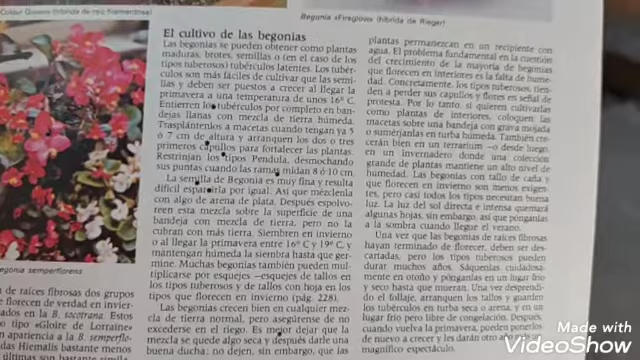 Colour Queen» (híbrida de raíz filamentosa)
Begonia «Fireglow» (híbrida de Rieger)
El cultivo de las begonias
Las begonias se pueden obtener como plantas
maduras, brotes, semillas o (en el caso de los
tipos tuberosos) tubérculos latentes. Los tubér-
culos son más fáciles de cultivar que las semi-
llas y deben ser puestos a crecer al llegar la
primavera a una temperatura de unos 16° C.
Entierren los tubérculos por completo en ban-
dejas llanas con mezcla de tierra húmeda.
Trasplántenlos a macetas cuando tengan ya 5
ó 7 cm de altura y arranquen los dos o tres
primeros capullos para fortalecer las plantas.
Restrinjan los tipos Pendula, desmochando
sus puntas cuando las ramas midan 8 ó 10 cm.
La semilla de Begonia es muy fina y resulta
difícil esparcirla por igual. Así que mézclenla
con algo de arena de plata. Después espolvo-
reen esta mezcla sobre la superficie de una
bandeja con mezcla de tierra, pero no la
cubran con más tierra. Siembren en invierno
o al llegar la primavera entre 16° C y 19° C, y
mantengan húmeda la siembra hasta que ger-
mine. Muchas begonias también pueden mul-
tiplicarse por esquejes —esquejes de tallos en
los tipos tuberosos y de tallos con hoja en los
tipos que florecen en invierno (pág. 228).
Las begonias crecen bien en cualquier mez-
cla de tierra normal, pero asegúrense de no
excederse en el riego. Es mejor dejar que la
mezcla se quede algo seca y después darle una
buena ducha; no dejen, sin embargo, que las
plantas permanezcan en un recipiente con
agua. El problema fundamental en la cuestión
del crecimiento de la mayoría de begonias
que florecen en interiores es la falta de hume-
dad. Concretamente, los tipos tuberosos, tien-
den a perder sus capullos y flores en señal de
protesta. Por lo tanto, si quieren cultivarlas
como plantas de interiores, coloquen las
macetas sobre una bandeja con grava mojada
o sumérjanlas en turba húmeda. También cre-
cerán bien en un terrarium —o desde luego,
en un invernadero donde una colección
grande de plantas mantiene un alto nivel de
humedad. Las begonias con tallo de caña y
que florecen en invierno son menos exigen-
tes, pero casi todos los tipos necesitan buena
luz. La luz del sol directa e intensa quemará
algunas hojas, sin embargo, así que pónganlas
a la sombra cuando llegue el verano.
Una vez que las begonias de raíces fibrosas
hayan terminado de florecer, deben ser des-
cartadas, pero los tipos tuberosos pueden
durar muchos años. Sáquenlas cuidadosa-
mente en otoño y pónganlas en un lugar frío
y seco hasta que mueran. Una vez desprendi-
do el follaje, arranquen los tallos y guarden
los tubérculos en turba seca o arena, y en un
lugar frío pero libre de congelación. Después,
cuando vuelva la primavera, pueden ponerlos
de nuevo a crecer y les darán otro año
magnífico espectáculo.
egonia semperflorens
n de raíces fibrosas dos grupos
florecen de verdad en invier-
ados en la B. socotrana. Estos
tipo «Gloire de Lorraine»
n apariencia a la B. semperflo-
das Hiemalis bastante menos
Made with
VideoShow